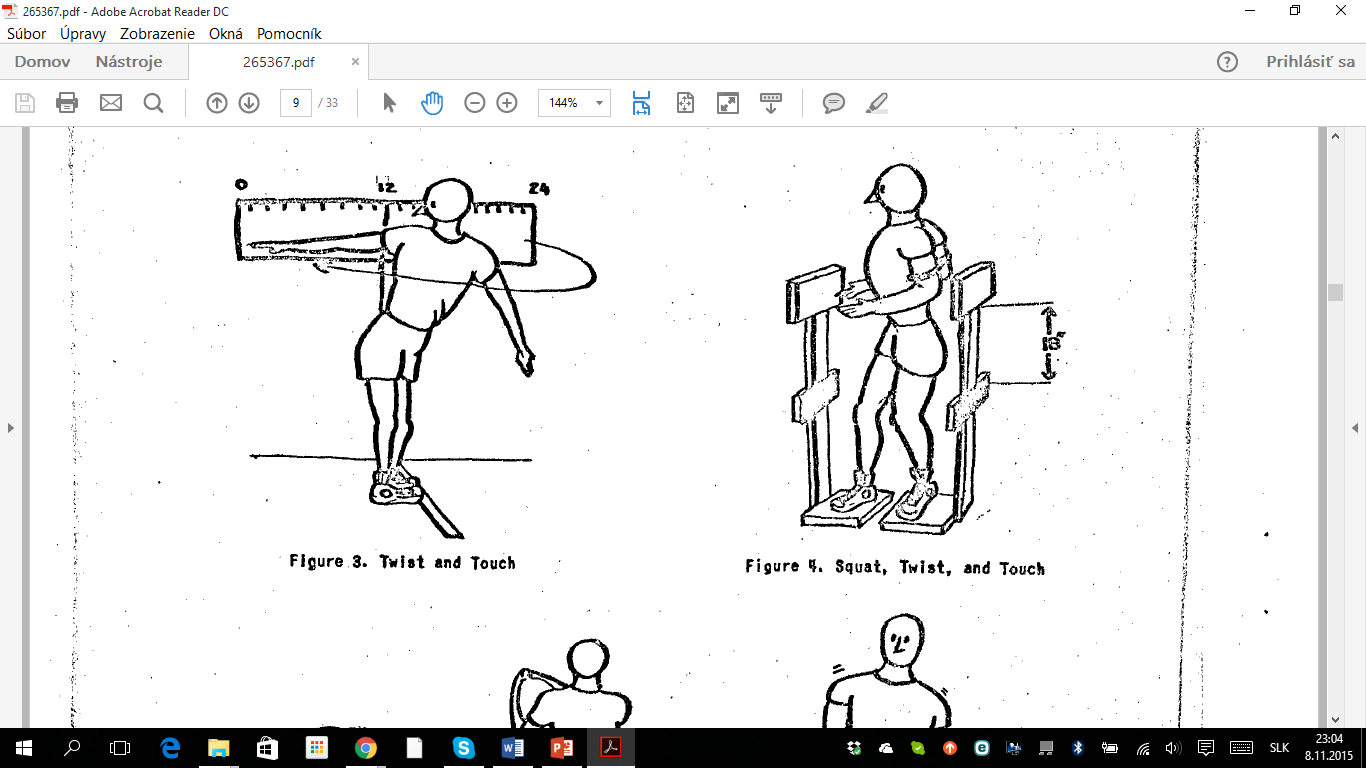 265367.pdf - Adobe Acrobat Reader DC
Súbor Úpravy Zobrazenie Okná Pomocník
Domov Nástroje 265367.pdf × Prihlásiť sa
9 / 33 144%
0 12 24
18"
Figure 3. Twist and Touch
Figure 4. Squat, Twist, and Touch
SLK 23:04
8.11.2015